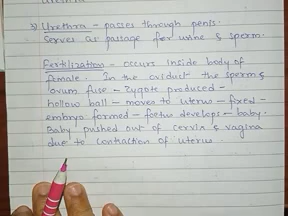 3) Urethra - passes through penis.
Serves as passage for urine & sperm.
Fertilization - occurs inside body of
female. In the oviduct the sperm &
ovum fuse - zygote produced -
hollow ball - moves to uterus - fixed -
embryo formed - foetus develops - baby.
Baby pushed out of cervix & vagina
due to contraction of uterus.